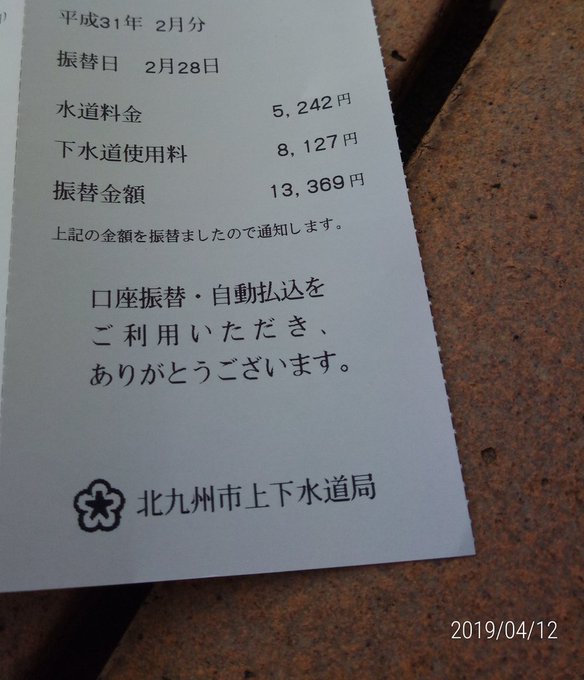 平成31年 2月分
振替日 2月28日
水道料金 5,242円
下水道使用料 8,127円
振替金額 13,369円
上記の金額を振替ましたので通知します。
口座振替・自動払込を
ご利用いただき、
ありがとうございます。
北九州市上下水道局
2019/04/12